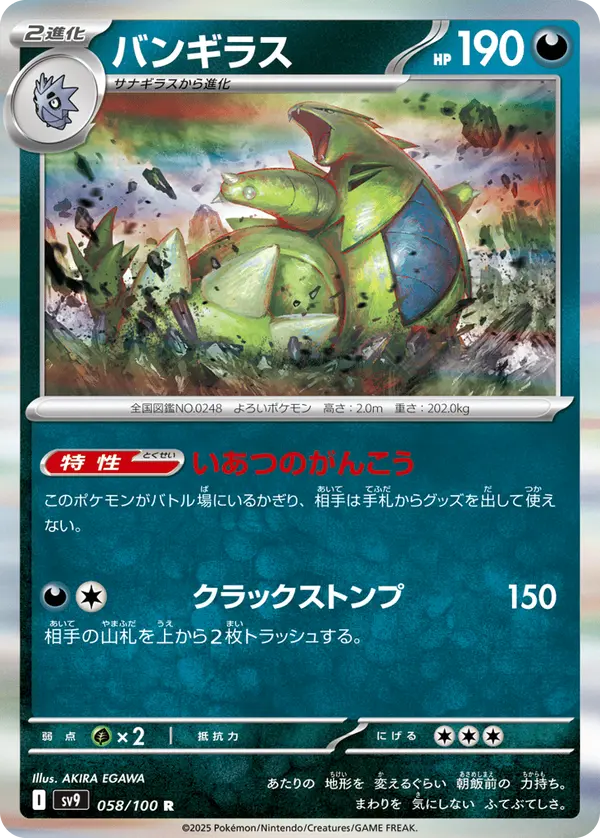 2進化
バンギラス
HP 190
サナギラスから進化
全国図鑑NO.0248 よろいポケモン 高さ:2.0m 重さ:202.0kg
特性 とくせい いあつのがんこう
このポケモンがバトル場にいるかぎり、相手は手札からグッズを出して使え
ない。
クラックストンプ 150
相手の山札を上から2枚トラッシュする。
弱点 ×2 抵抗力 にげる
Illus. AKIRA EGAWA
I sv9 058/100 R
あたりの 地形を 変えるぐらい 朝飯前の 力持ち。
まわりを 気にしない ふてぶてしさ。
©2025 Pokémon/Nintendo/Creatures/GAME FREAK.